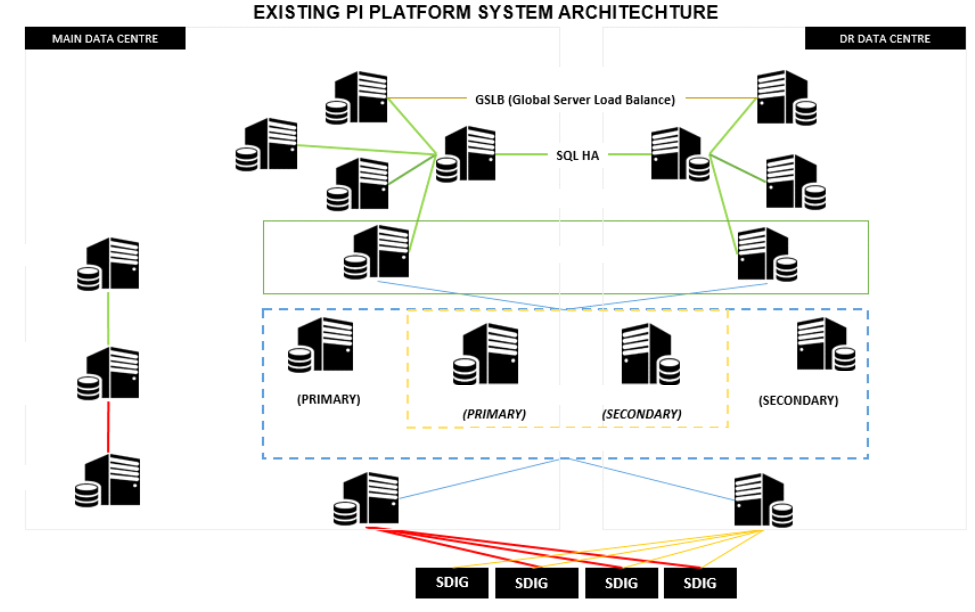 EXISTING PI PLATFORM SYSTEM ARCHITECHTURE
MAIN DATA CENTRE
DR DATA CENTRE
GSLB (Global Server Load Balance)
SQL HA
(PRIMARY)
(PRIMARY)
(SECONDARY)
(SECONDARY)
SDIG
SDIG
SDIG
SDIG